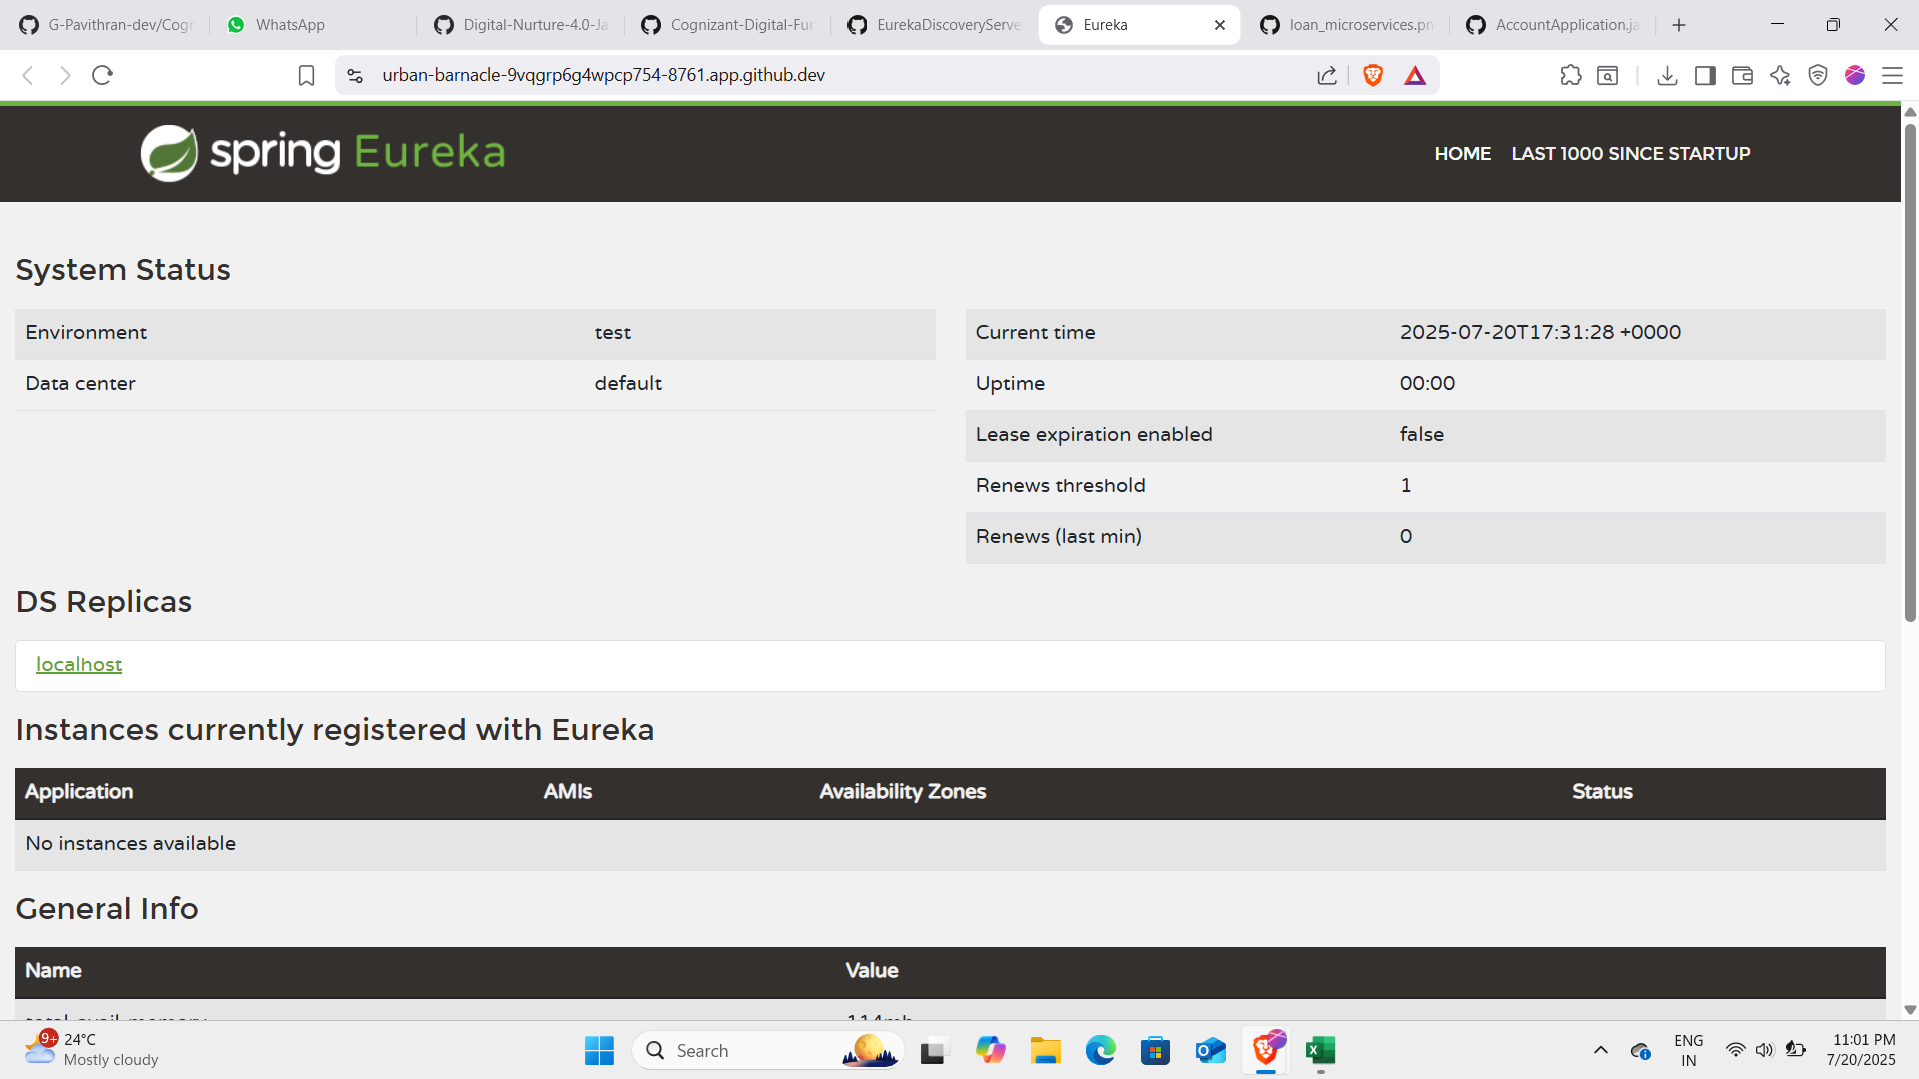 G-Pavithran-dev/Cogn
WhatsApp
Digital-Nurture-4.0-Ja
Cognizant-Digital-Fur
EurekaDiscoveryServe
Eureka
loan_microservices.pn
AccountApplication.ja
urban-barnacle-9vqgrp6g4wpcp754-8761.app.github.dev
spring Eureka
HOME LAST 1000 SINCE STARTUP
System Status
Environment test
Data center default
Current time 2025-07-20T17:31:28 +0000
Uptime 00:00
Lease expiration enabled false
Renews threshold 1
Renews (last min) 0
DS Replicas
localhost
Instances currently registered with Eureka
Application AMIs Availability Zones Status
No instances available
General Info
Name Value
9+
24°C
Mostly cloudy
Search
ENG
IN
11:01 PM
7/20/2025